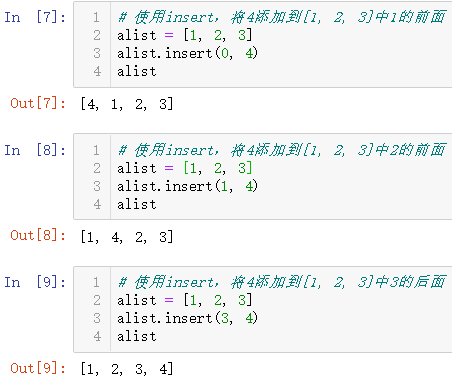 In [7]:
1 # 使用insert，将4添加到[1, 2, 3]中1的前面
2 alist = [1, 2, 3]
3 alist.insert(0, 4)
4 alist
Out[7]: [4, 1, 2, 3]
In [8]:
1 # 使用insert，将4添加到[1, 2, 3]中2的前面
2 alist = [1, 2, 3]
3 alist.insert(1, 4)
4 alist
Out[8]: [1, 4, 2, 3]
In [9]:
1 # 使用insert，将4添加到[1, 2, 3]中3的后面
2 alist = [1, 2, 3]
3 alist.insert(3, 4)
4 alist
Out[9]: [1, 2, 3, 4]